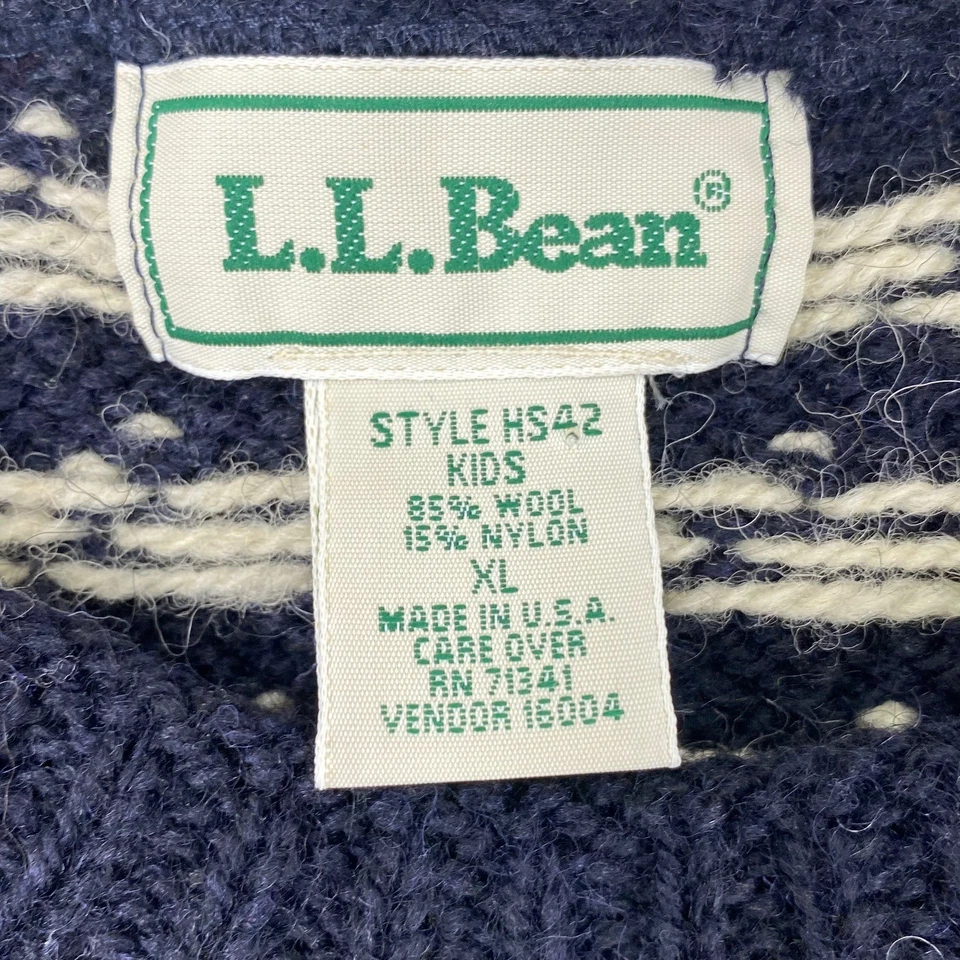 L.L.Bean®
STYLE HS42
KIDS
85% WOOL
15% NYLON
XL
MADE IN U.S.A.
CARE OVER
RN 71341
VENDOR 16004